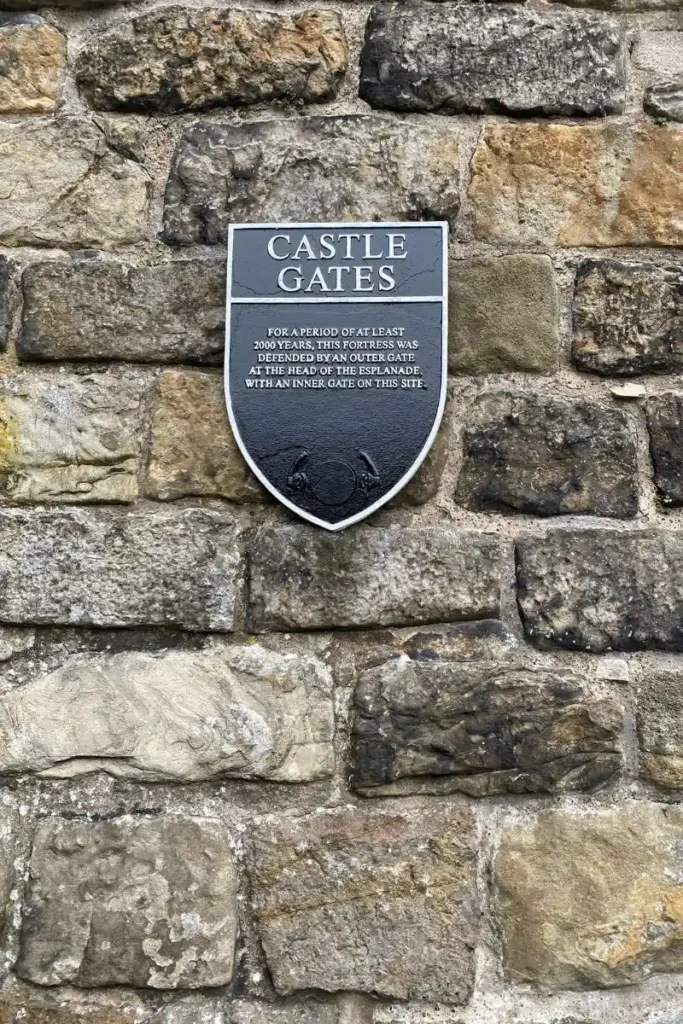 CASTLE
GATES
FOR A PERIOD OF AT LEAST
2000 YEARS, THIS FORTRESS WAS
DEFENDED BY AN OUTER GATE
AT THE HEAD OF THE ESPLANADE,
WITH AN INNER GATE ON THIS SITE.